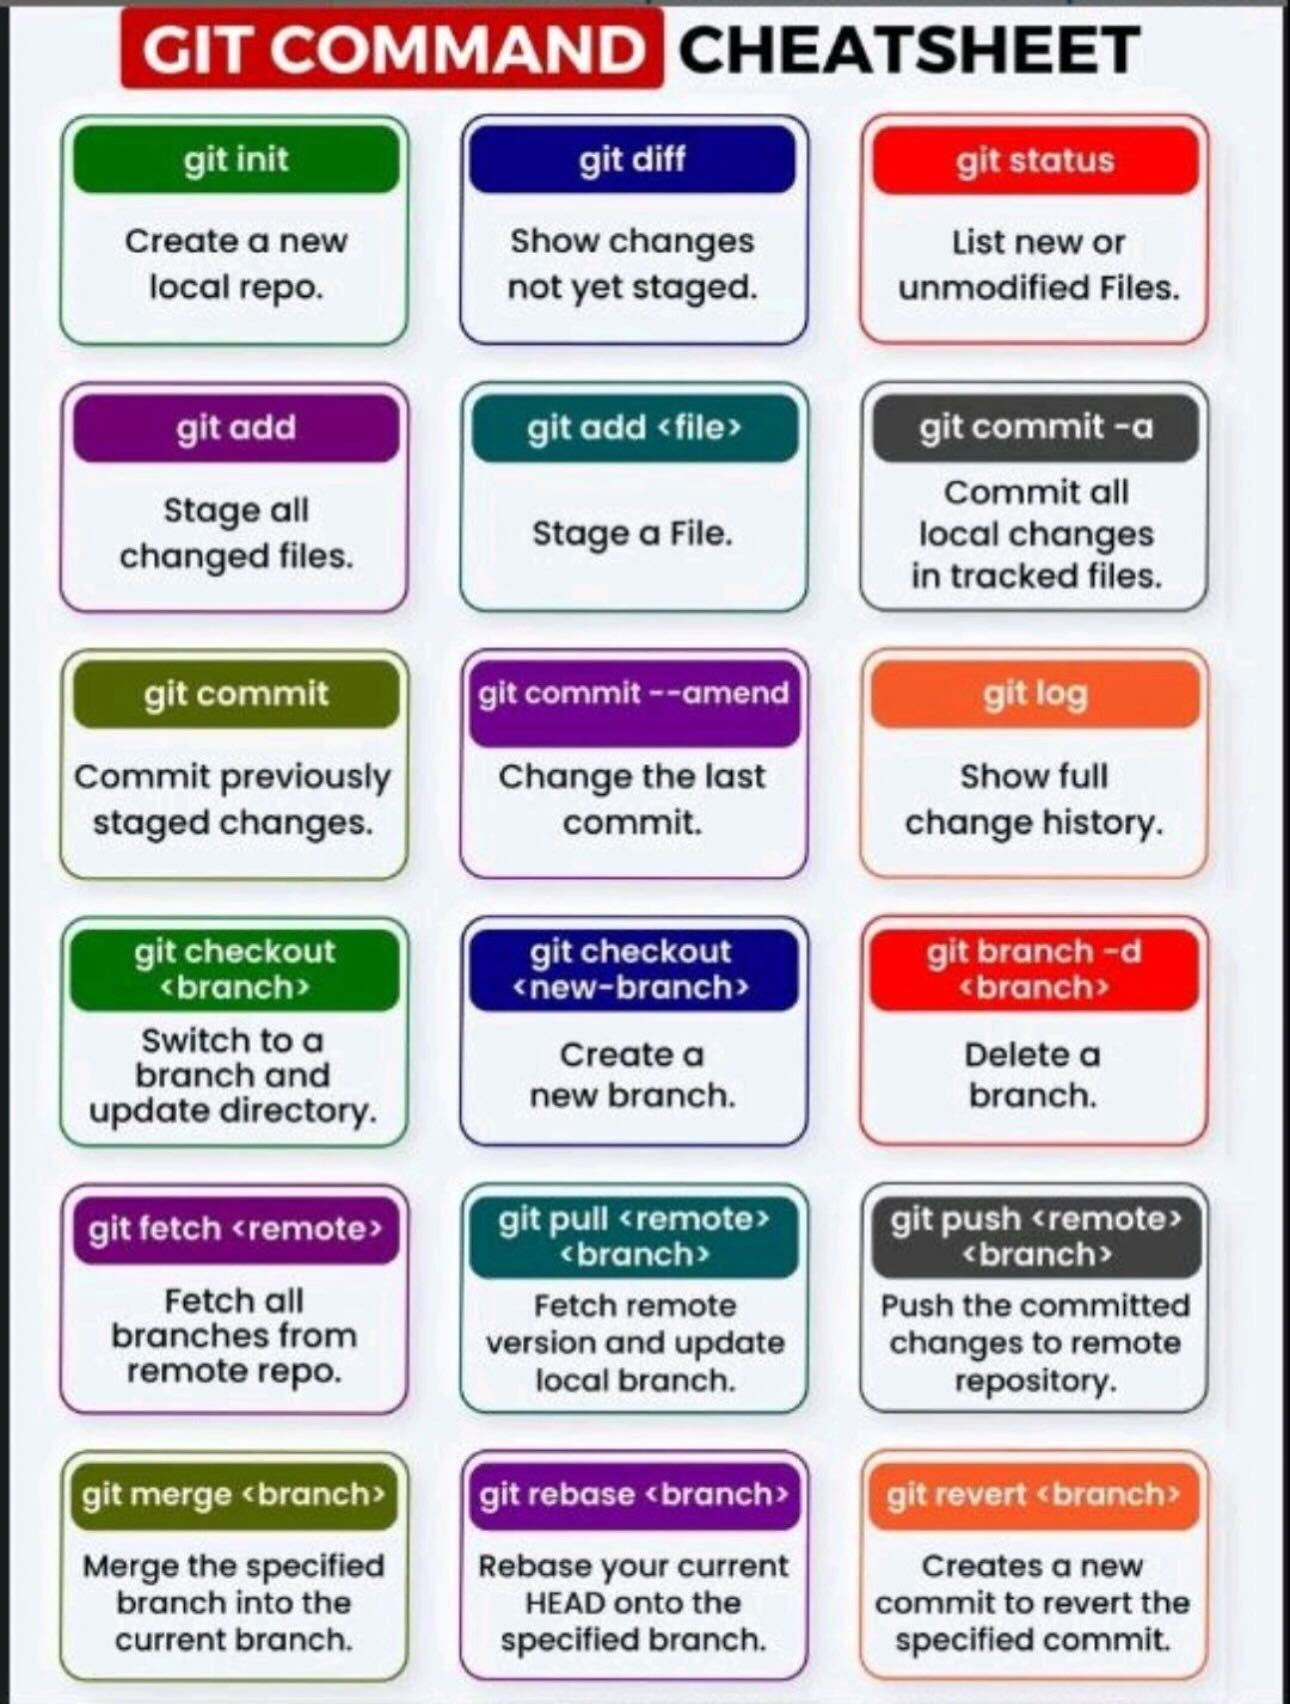 GIT COMMAND CHEATSHEET
git init
Create a new
local repo.
git diff
Show changes
not yet staged.
git status
List new or
unmodified Files.
git add
Stage all
changed files.
git add <file>
Stage a File.
git commit -a
Commit all
local changes
in tracked files.
git commit
Commit previously
staged changes.
git commit --amend
Change the last
commit.
git log
Show full
change history.
git checkout
<branch>
Switch to a
branch and
update directory.
git checkout
<new-branch>
Create a
new branch.
git branch -d
<branch>
Delete a
branch.
git fetch <remote>
Fetch all
branches from
remote repo.
git pull <remote>
<branch>
Fetch remote
version and update
local branch.
git push <remote>
<branch>
Push the committed
changes to remote
repository.
git merge <branch>
Merge the specified
branch into the
current branch.
git rebase <branch>
Rebase your current
HEAD onto the
specified branch.
git revert <branch>
Creates a new
commit to revert the
specified commit.